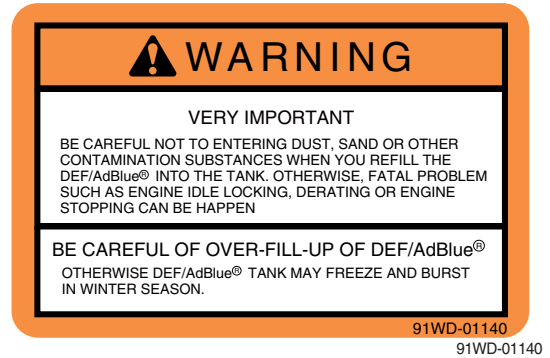 WARNING
VERY IMPORTANT
BE CAREFUL NOT TO ENTERING DUST, SAND OR OTHER
CONTAMINATION SUBSTANCES WHEN YOU REFILL THE
DEF/AdBlue® INTO THE TANK. OTHERWISE, FATAL PROBLEM
SUCH AS ENGINE IDLE LOCKING, DERATING OR ENGINE
STOPPING CAN BE HAPPEN
BE CAREFUL OF OVER-FILL-UP OF DEF/AdBlue®
OTHERWISE DEF/AdBlue® TANK MAY FREEZE AND BURST
IN WINTER SEASON.
91WD-01140
91WD-01140